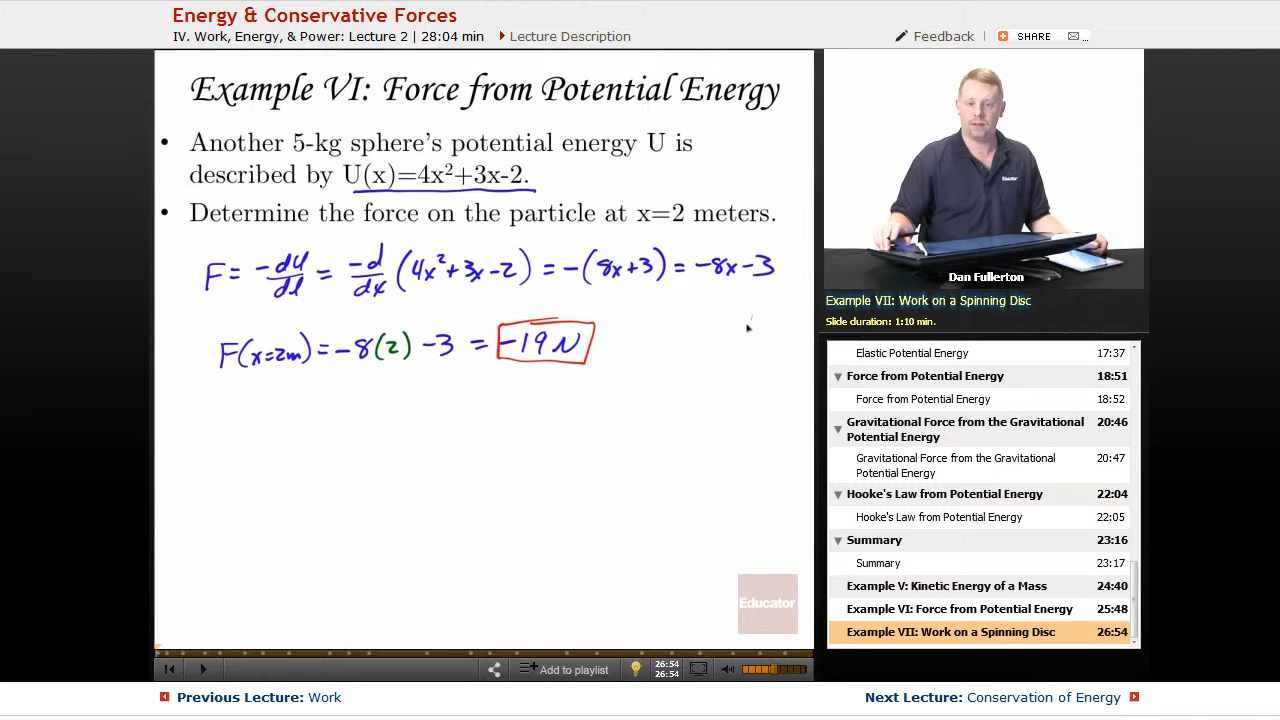 Energy & Conservative Forces
IV. Work, Energy, & Power: Lecture 2 | 28:04 min
Lecture Description
Feedback
SHARE
Example VI: Force from Potential Energy
• Another 5-kg sphere's potential energy U is
described by U(x)=4x²+3x-2.
• Determine the force on the particle at x=2 meters.
F = -dU/dl = -d/dx (4x²+3x-2) = -(8x+3) = -8x-3
F(x=2m) = -8(2) -3 = -19N
Educator
Educator
Dan Fullerton
Example VII: Work on a Spinning Disc
Slide duration: 1:10 min.
Elastic Potential Energy 17:37
Force from Potential Energy 18:51
Force from Potential Energy 18:52
Gravitational Force from the Gravitational 20:46
Potential Energy
Gravitational Force from the Gravitational 20:47
Potential Energy
Hooke's Law from Potential Energy 22:04
Hooke's Law from Potential Energy 22:05
Summary 23:16
Summary 23:17
Example V: Kinetic Energy of a Mass 24:40
Example VI: Force from Potential Energy 25:48
Example VII: Work on a Spinning Disc 26:54
Add to playlist
26:54
26:54
Previous Lecture: Work
Next Lecture: Conservation of Energy